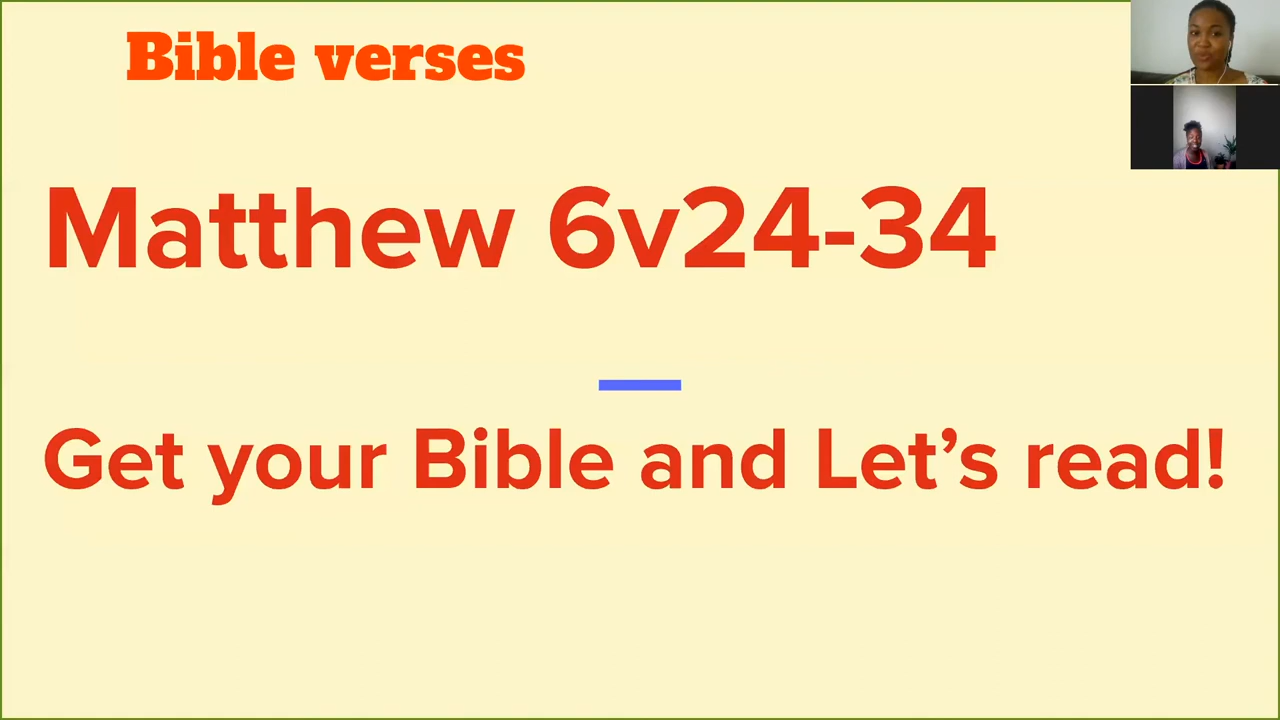 Bible verses
Matthew 6v24-34
Get your Bible and Let’s read!